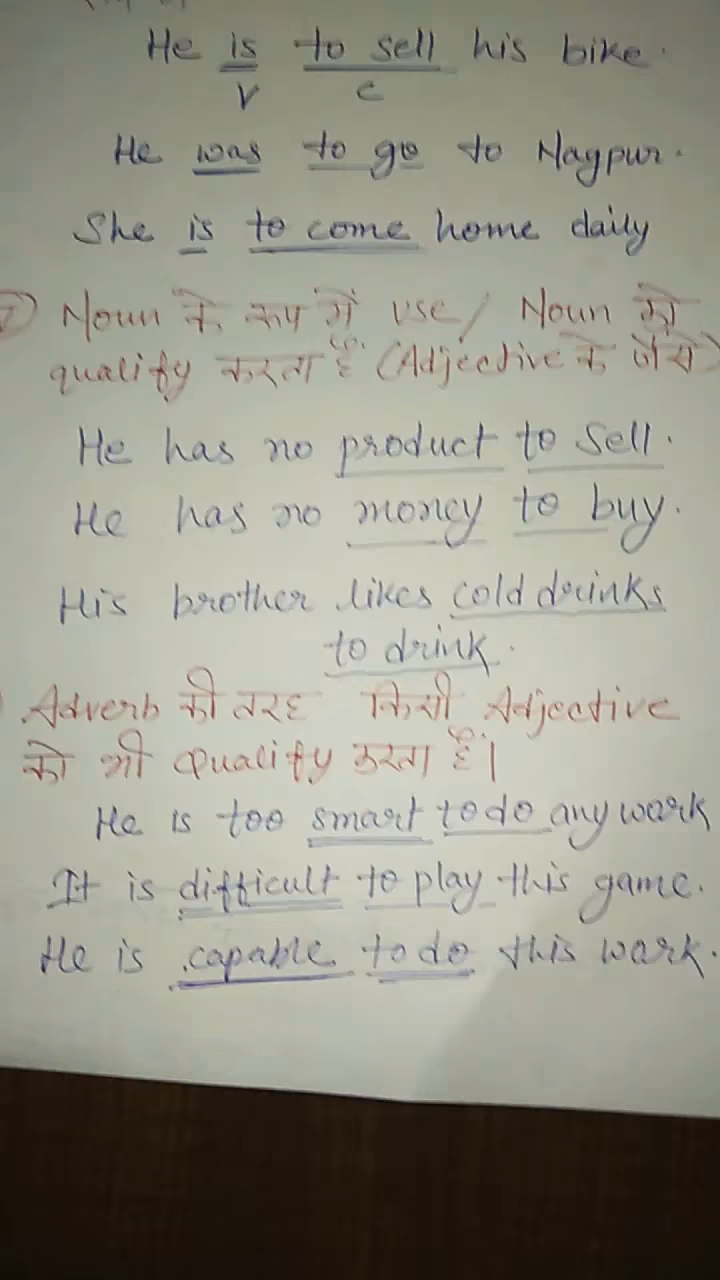 He is to sell his bike.
V C
He was to go to Nagpur.
She is to come home daily
Noun के रूप में use/ Noun को
qualify करता है (Adjective के जैसे)
He has no product to sell.
He has no money to buy.
His brother likes cold drinks
to drink.
Adverb की तरह किसी Adjective
को भी qualify करता है।
He is too smart to do any work
It is difficult to play this game.
He is capable to do this work.